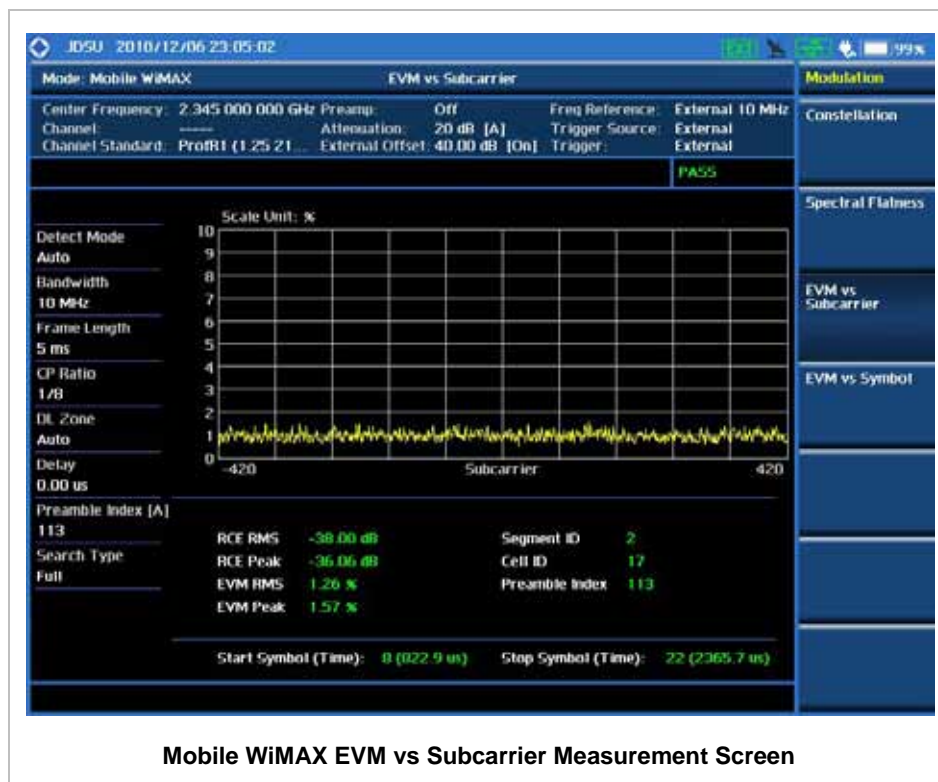 JDSU 2010/12/06 23:05:02 99%
Mode: Mobile WiMAX EVM vs Subcarrier Modulation
Center Frequency: 2.345 000 000 GHz Preamp: Off Freq Reference: External 10 MHz
Channel: ----- Attenuation: 20 dB [A] Trigger Source: External
Channel Standard: ProfR1 (1.25 21... External Offset: 40.00 dB [On] Trigger: External
PASS
Constellation
Spectral Flatness
EVM vs
Subcarrier
EVM vs Symbol
Detect Mode
Auto
Bandwidth
10 MHz
Frame Length
5 ms
CP Ratio
1/8
DL Zone
Auto
Delay
0.00 us
Preamble Index [A]
113
Search Type
Full
Scale Unit: %
10
9
8
7
6
5
4
3
2
1
0
-420 Subcarrier 420
RCE RMS -38.00 dB Segment ID 2
RCE Peak -36.06 dB Cell ID 17
EVM RMS 1.26 % Preamble Index 113
EVM Peak 1.57 %
Start Symbol (Time): 8 (822.9 us) Stop Symbol (Time): 22 (2365.7 us)
Mobile WiMAX EVM vs Subcarrier Measurement Screen